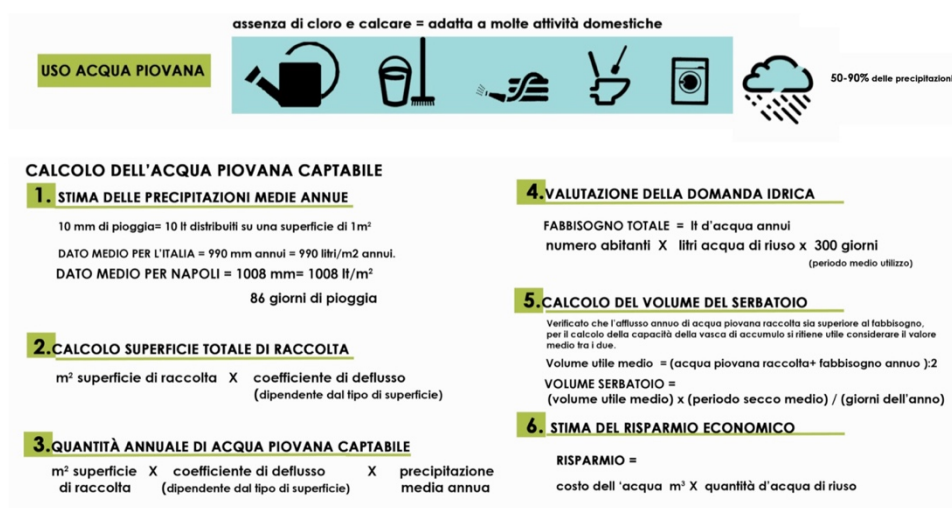 assenza di cloro e calcare = adatta a molte attività domestiche
USO ACQUA PIOVANA
50-90% delle precipitazioni
CALCOLO DELL'ACQUA PIOVANA CAPTABILE
1. STIMA DELLE PRECIPITAZIONI MEDIE ANNUE
10 mm di pioggia= 10 lt distribuiti su una superficie di 1m²
DATO MEDIO PER L'ITALIA = 990 mm annui = 990 litri/m2 annui.
DATO MEDIO PER NAPOLI = 1008 mm= 1008 lt/m²
86 giorni di pioggia
2.CALCOLO SUPERFICIE TOTALE DI RACCOLTA
m² superficie di raccolta X coefficiente di deflusso
(dipendente dal tipo di superficie)
3.QUANTITÀ ANNUALE DI ACQUA PIOVANA CAPTABILE
m² superficie X coefficiente di deflusso X precipitazione
di raccolta (dipendente dal tipo di superficie) media annua
4.VALUTAZIONE DELLA DOMANDA IDRICA
FABBISOGNO TOTALE = lt d'acqua annui
numero abitanti X litri acqua di riuso x 300 giorni
(periodo medio utilizzo)
5.CALCOLO DEL VOLUME DEL SERBATOIO
Verificato che l'afflusso annuo di acqua piovana raccolta sia superiore al fabbisogno,
per il calcolo della capacità della vasca di accumulo si ritiene utile considerare il valore
medio tra i due.
Volume utile medio = (acqua piovana raccolta+ fabbisogno annuo ):2
VOLUME SERBATOIO =
(volume utile medio) x (periodo secco medio) / (giorni dell'anno)
6. STIMA DEL RISPARMIO ECONOMICO
RISPARMIO =
costo dell 'acqua m³ X quantità d'acqua di riuso